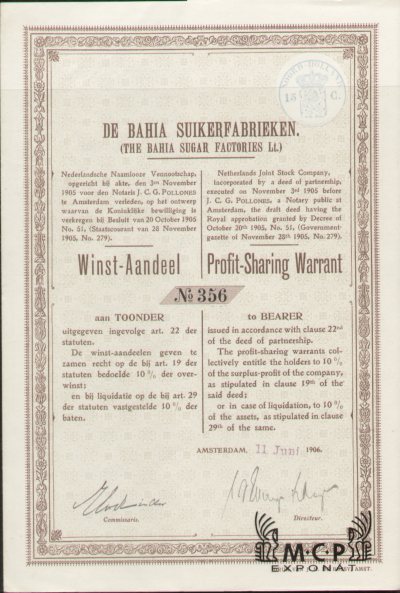 NOORD-HOLLAND
15 C.
DE BAHIA SUIKERFABRIEKEN.
(THE BAHIA SUGAR FACTORIES Lt.)
Nederlandsche Naamlooze Vennootschap,
opgericht bij akte, den 3den November
1905 voor den Notaris J. C. G. POLLONES
te Amsterdam verleden, op het ontwerp
waarvan de Koninklijke bewilliging is
verkregen bij Besluit van 20 October 1905
No. 51, (Staatscourant van 28 November
1905, No. 279).
Winst-Aandeel
Netherlands Joint Stock Company,
incorporated by a deed of partnership,
executed on November 3rd 1905 before
J. C. G. POLLONES, a Notary public at
Amsterdam, the draft deed having the
Royal approbation granted by Decree of
October 20th 1905, No. 51, (Government-
gazette of November 28th 1905, No. 279).
Profit-Sharing Warrant
No 356
aan TOONDER
uitgegeven ingevolge art. 22 der
statuten.
De winst-aandeelen geven te
zamen recht op de bij art. 19 der
statuten bedoelde 10 % der over-
winst;
en bij liquidatie op de bij art. 29
der statuten vastgestelde 10 % der
baten.
to BEARER
issued in accordance with clause 22nd
of the deed of partnership.
The profit-sharing warrants col-
lectively entitle the holders to 10 %
of the surplus-profit of the company,
as stipulated in clause 19th of the
said deed;
or in case of liquidation, to 10 %
of the assets, as stipulated in clause
29th of the same.
AMSTERDAM, 11 Juni 1906.
Commissaris.
Directeur.
M·C·P
EXPONAT
AMST.